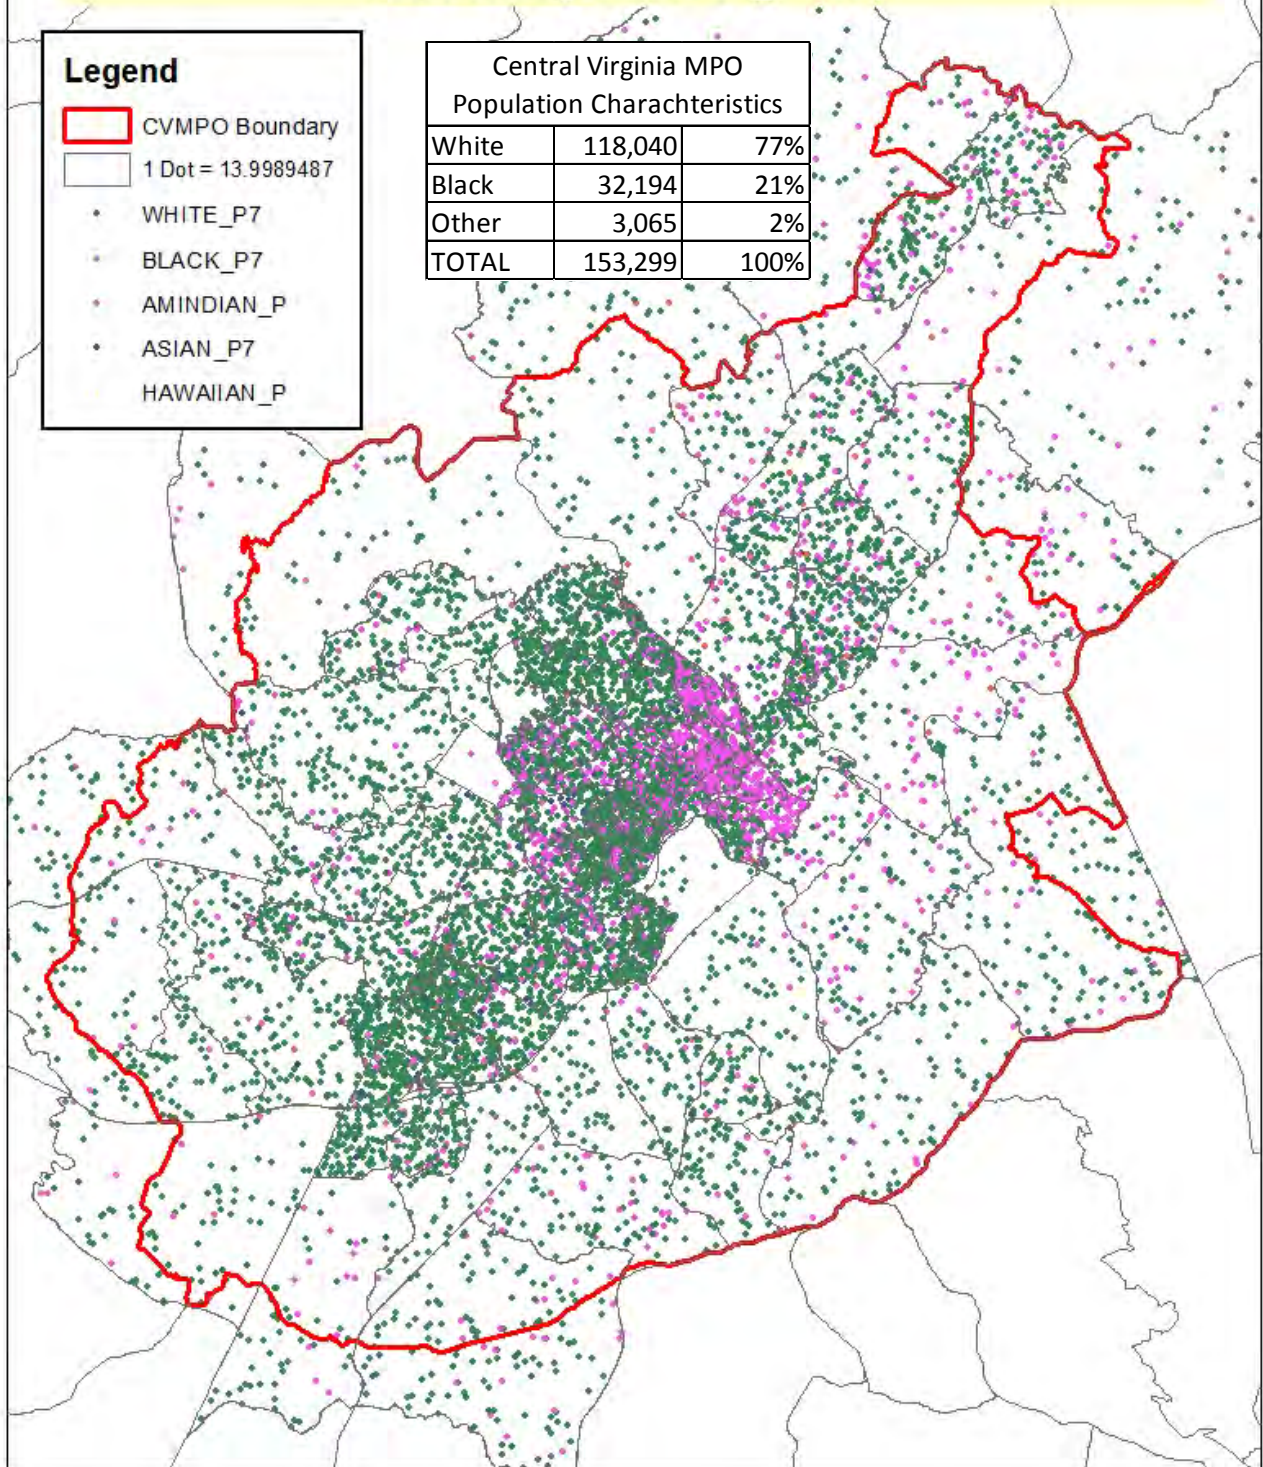 Legend
CVMPO Boundary
1 Dot = 13.9989487
WHITE_P7
BLACK_P7
AMINDIAN_P
ASIAN_P7
HAWAIIAN_P
Central Virginia MPO
Population Charachteristics
White 118,040 77%
Black 32,194 21%
Other 3,065 2%
TOTAL 153,299 100%